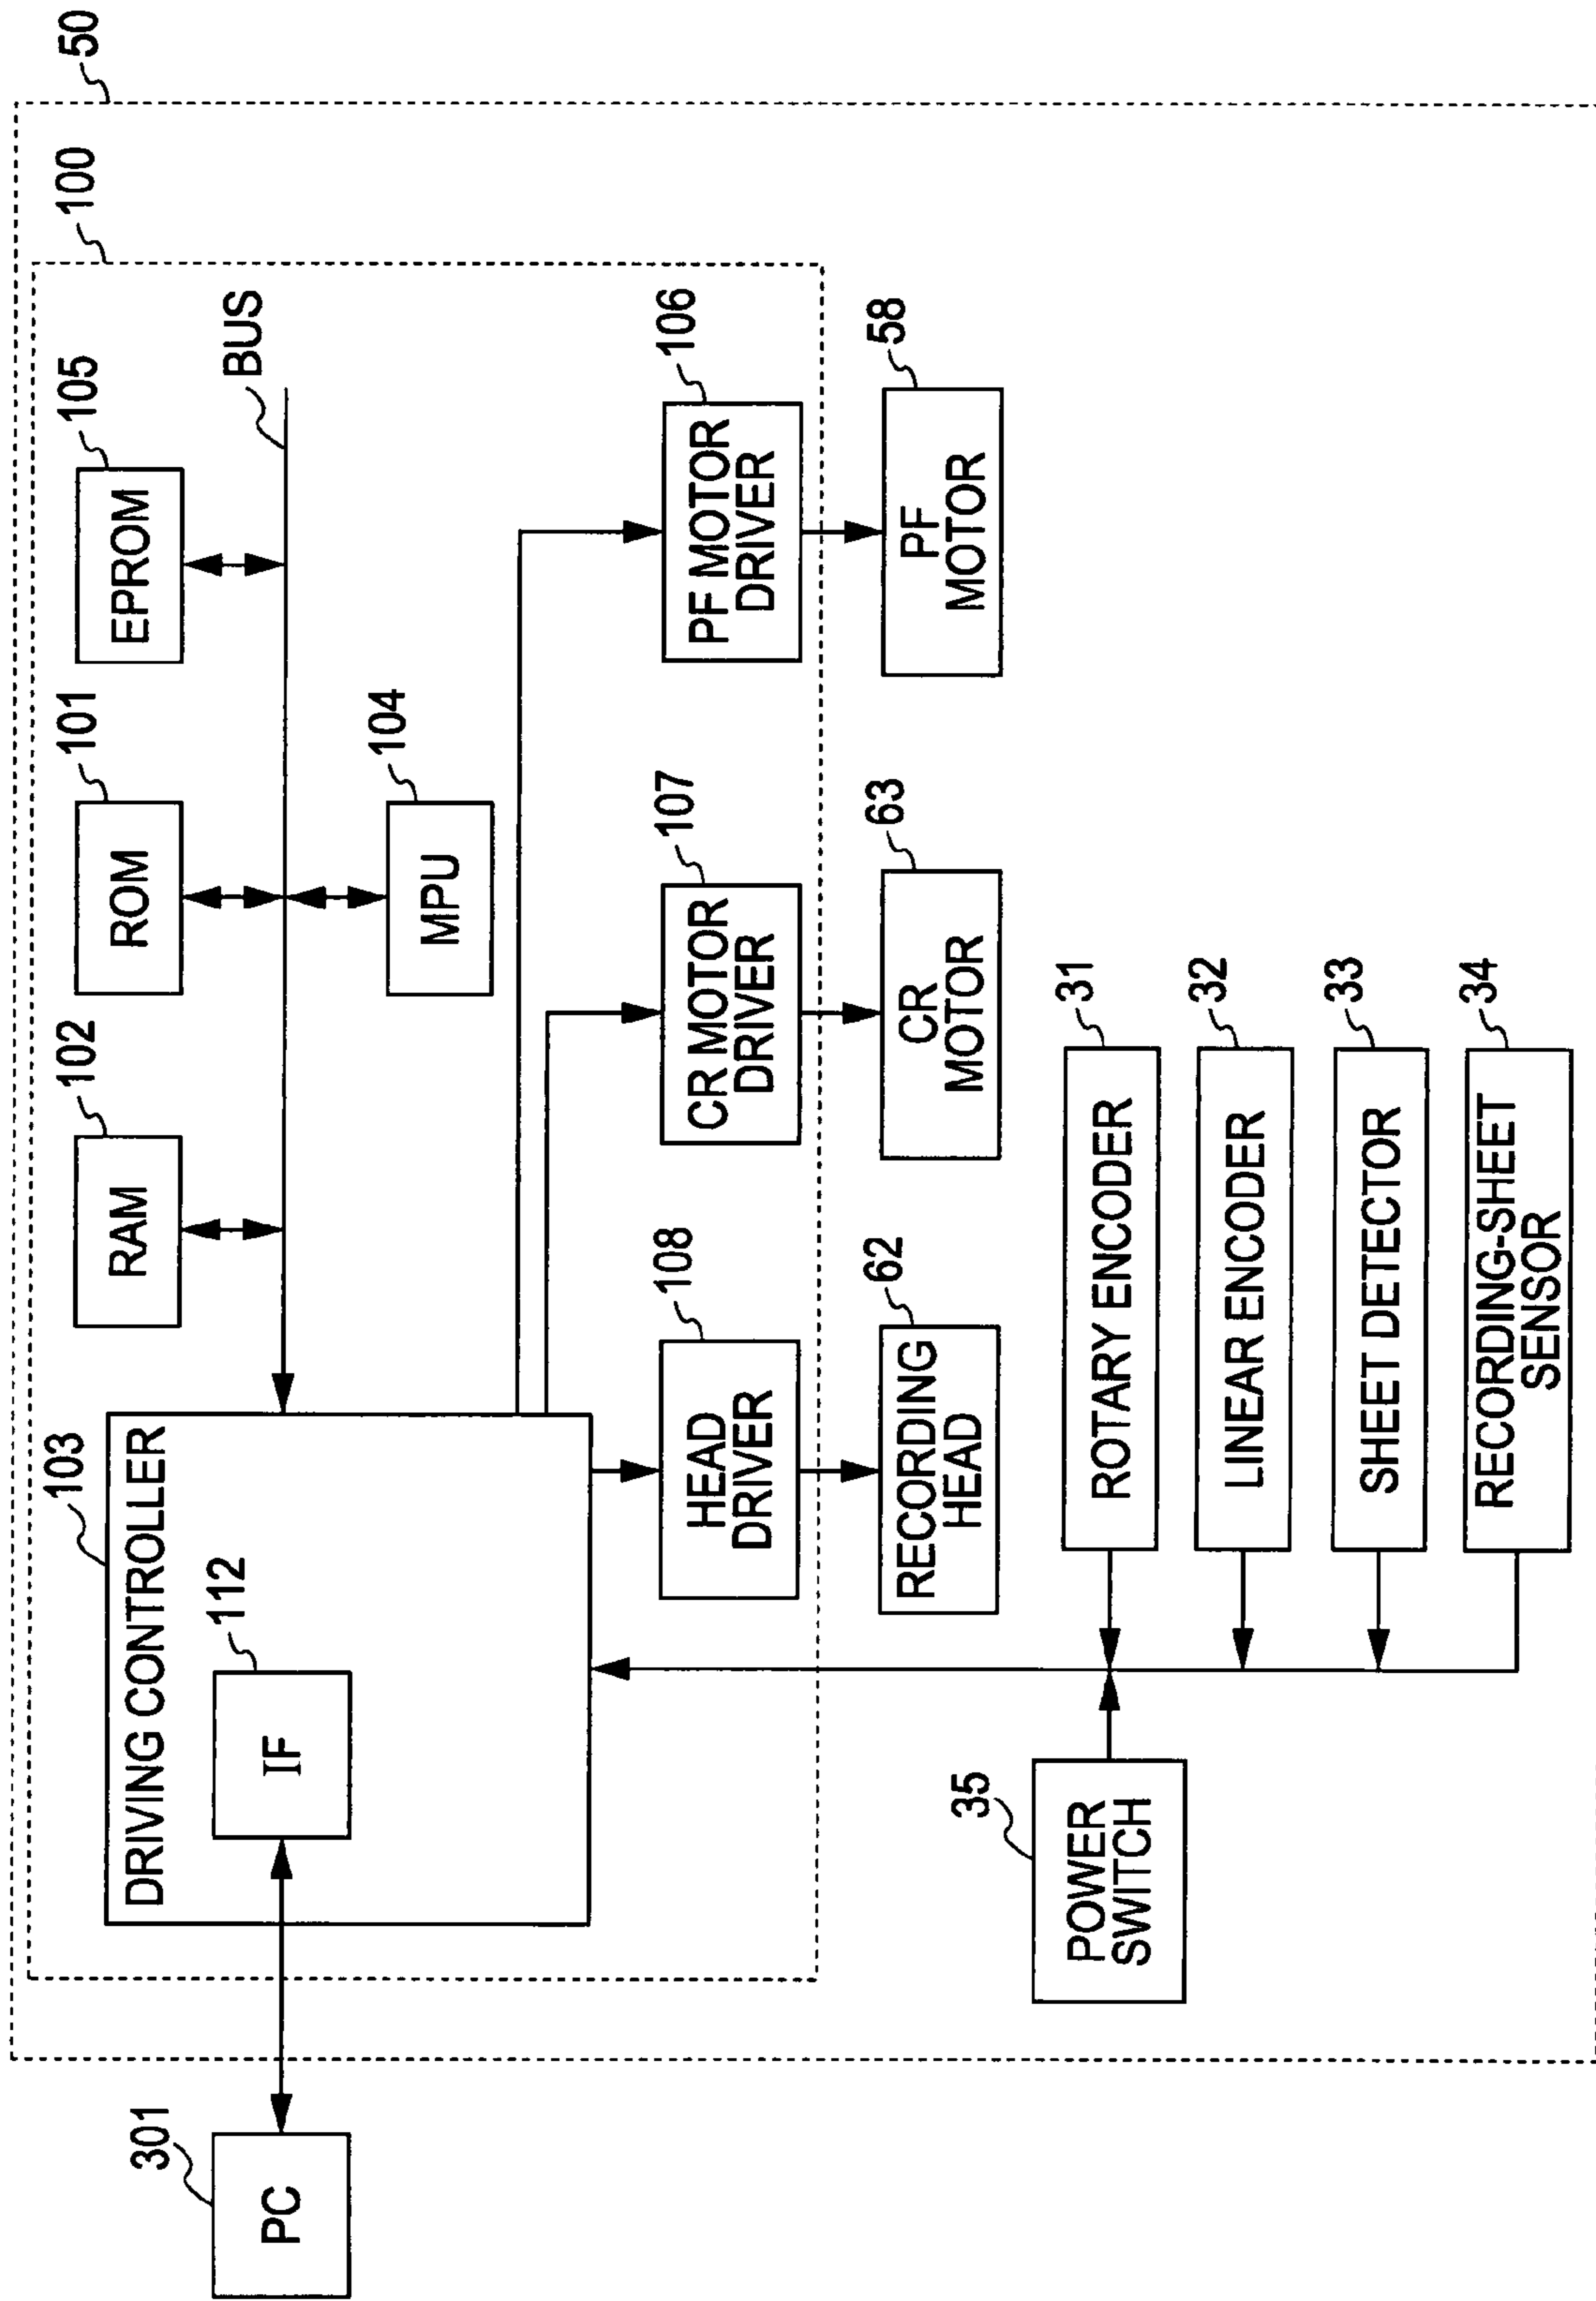 50
100
105
EPROM
101
ROM
102
RAM
BUS
104
MPU
103
DRIVING CONTROLLER
112
IF
301
PC
108
HEAD
DRIVER
107
CR MOTOR
DRIVER
106
PF MOTOR
DRIVER
62
RECORDING
HEAD
63
CR
MOTOR
58
PF
MOTOR
35
POWER
SWITCH
31
ROTARY ENCODER
32
LINEAR ENCODER
33
SHEET DETECTOR
34
RECORDING-SHEET
SENSOR